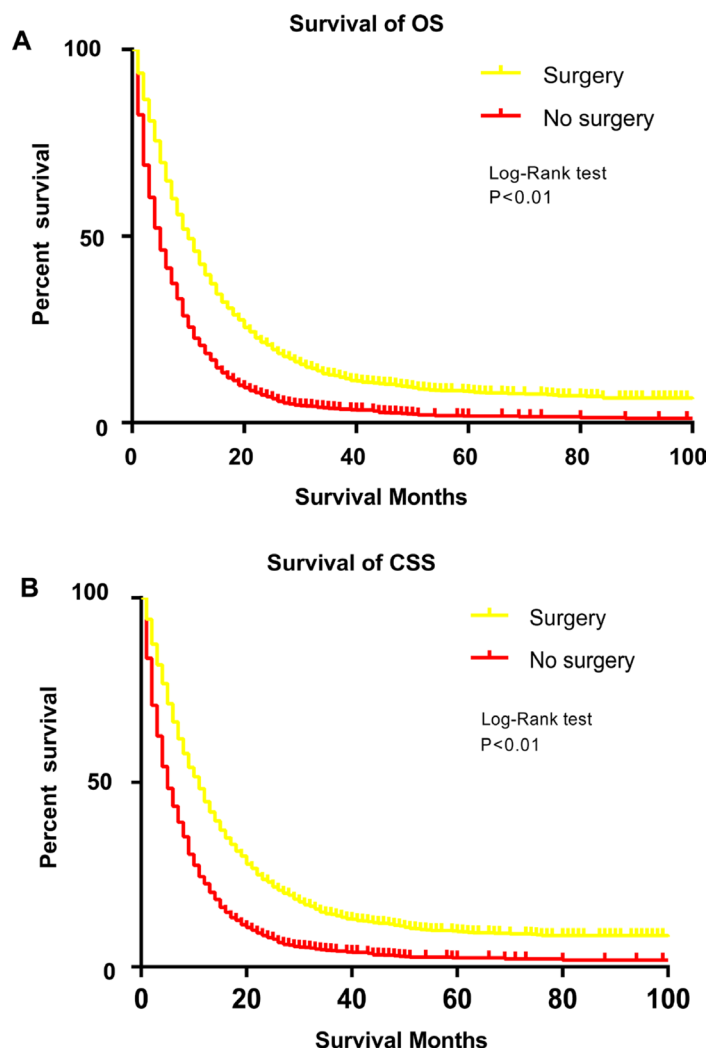 A
Survival of OS
100
50
0
Percent survival
Surgery
No surgery
Log-Rank test
P<0.01
0 20 40 60 80 100
Survival Months
B
Survival of CSS
100
50
0
Percent survival
Surgery
No surgery
Log-Rank test
P<0.01
0 20 40 60 80 100
Survival Months